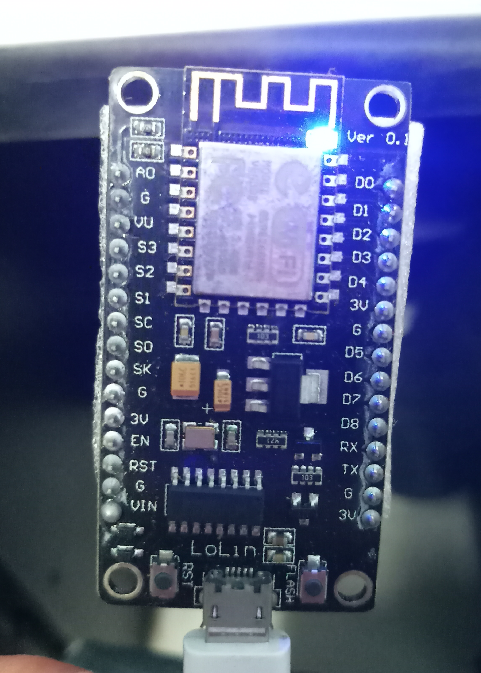 Ver 0.1
A0
G
VU
S3
S2
S1
SC
S0
SK
G
3V
EN
RST
G
VIN
D0
D1
D2
D3
D4
3V
G
D5
D6
D7
D8
RX
TX
G
3V
LoLin
RST
FLASH